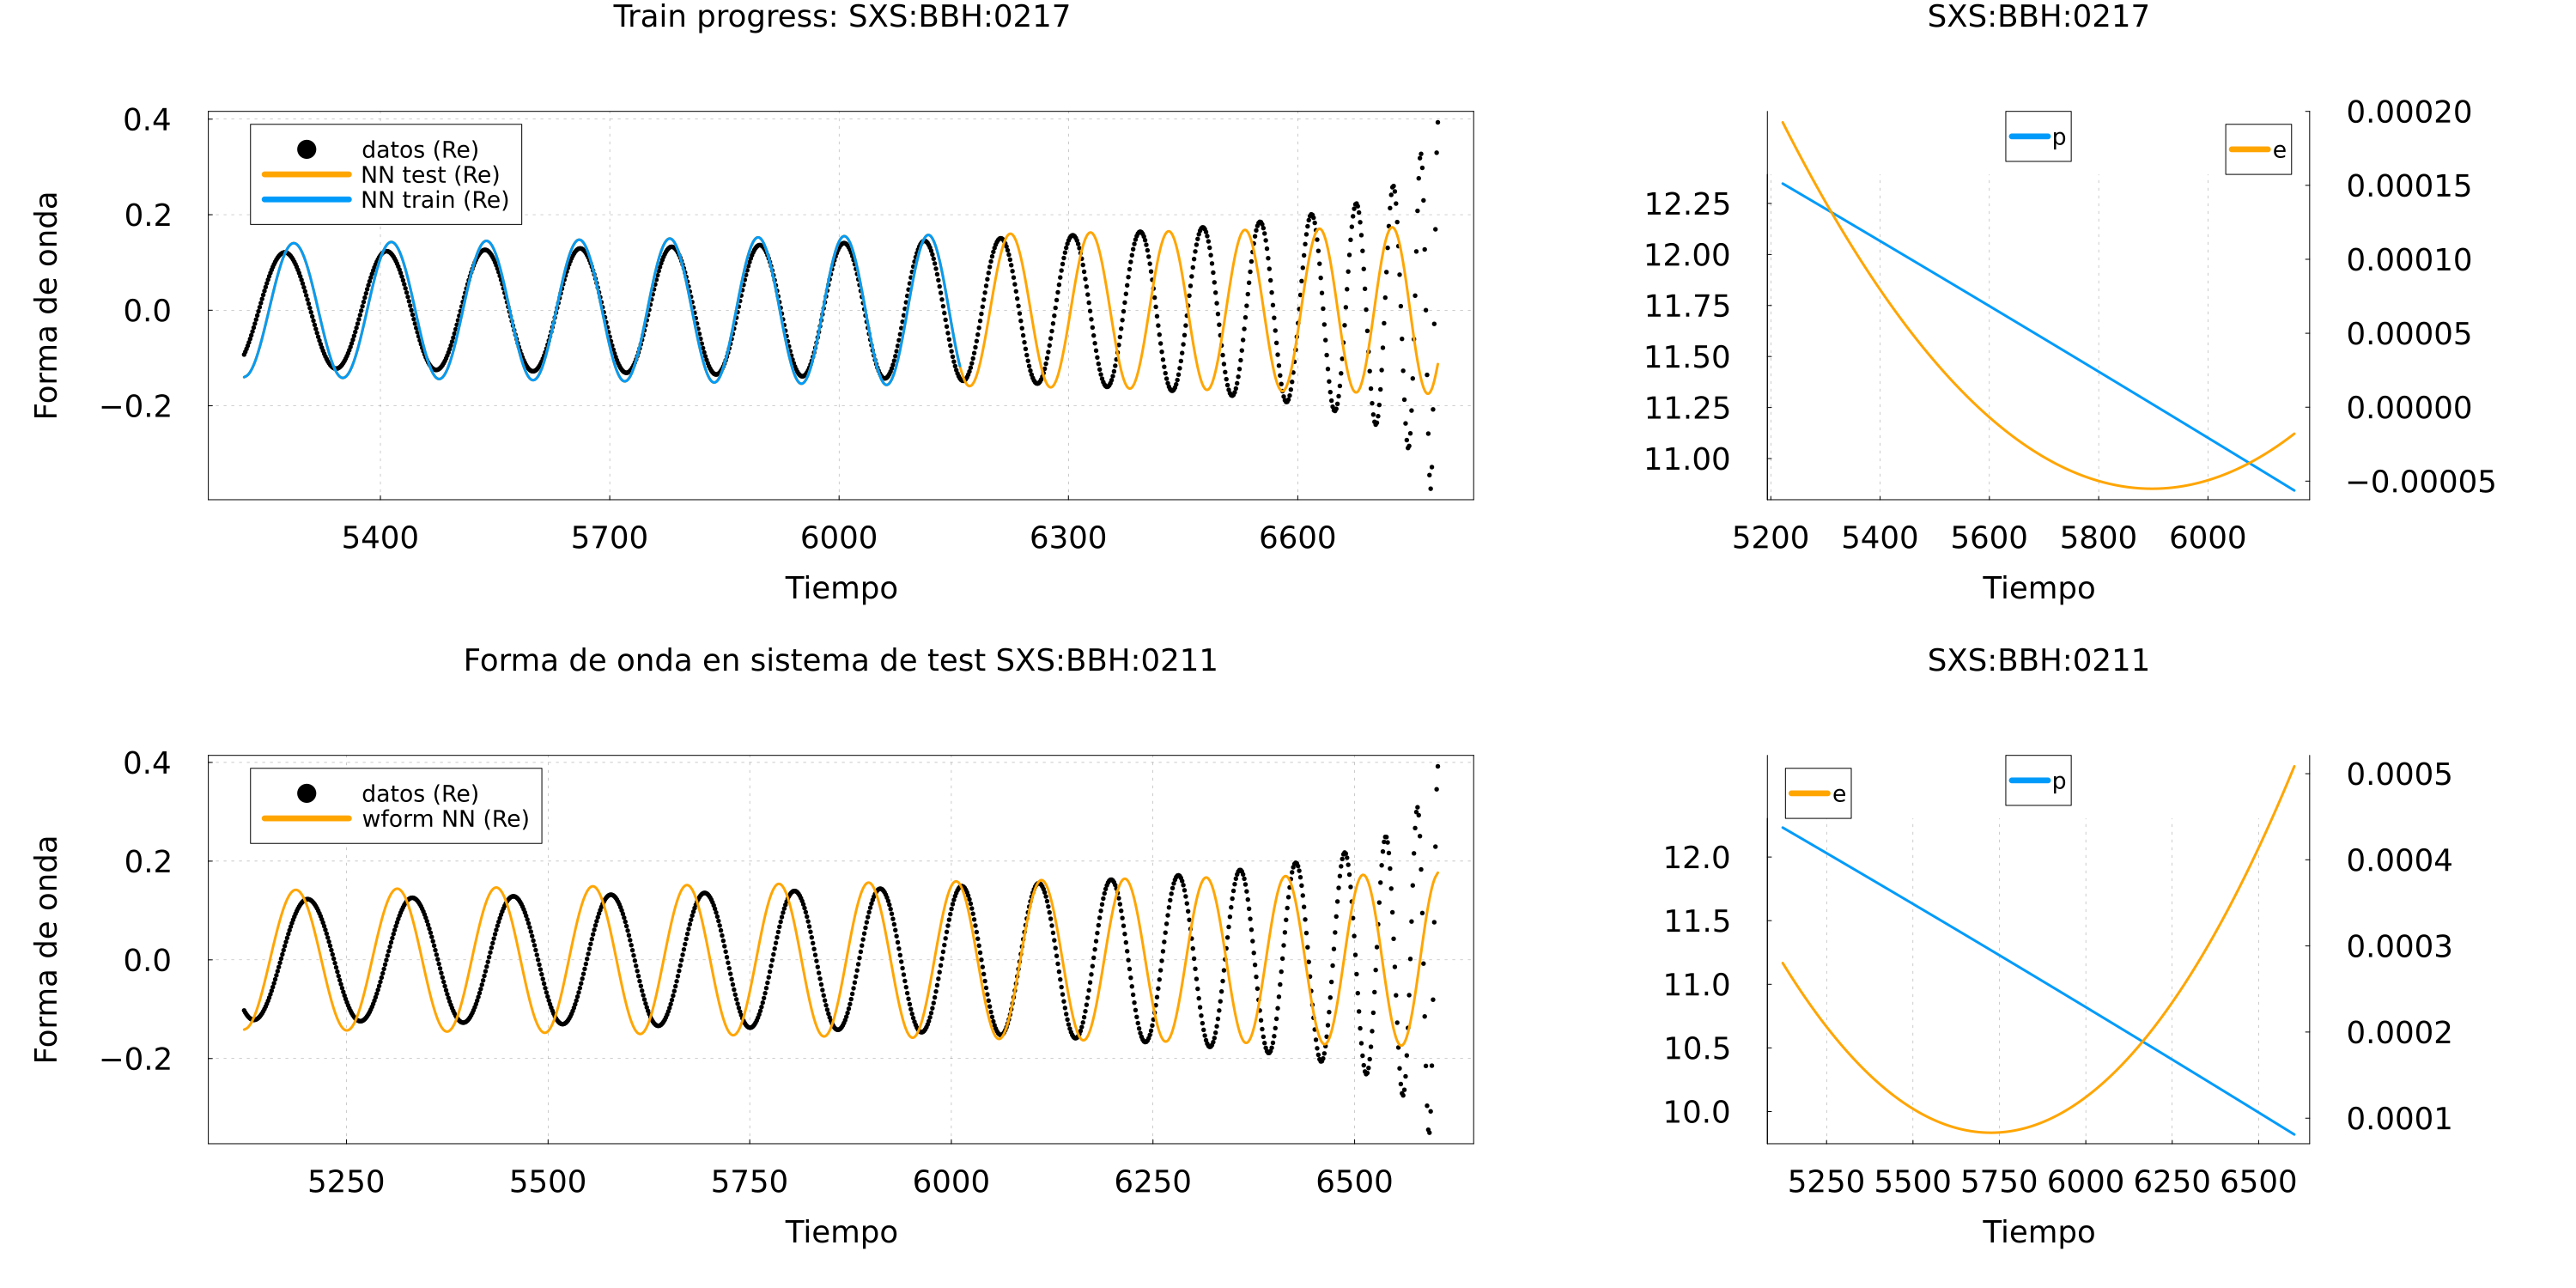 Train progress: SXS:BBH:0217
0.4
0.2
0.0
−0.2
Forma de onda
datos (Re)
NN test (Re)
NN train (Re)
5400 5700 6000 6300 6600
Tiempo
SXS:BBH:0217
12.25
12.00
11.75
11.50
11.25
11.00
p
e
0.00020
0.00015
0.00010
0.00005
0.00000
−0.00005
5200 5400 5600 5800 6000
Tiempo
Forma de onda en sistema de test SXS:BBH:0211
0.4
0.2
0.0
−0.2
Forma de onda
datos (Re)
wform NN (Re)
5250 5500 5750 6000 6250 6500
Tiempo
SXS:BBH:0211
12.0
11.5
11.0
10.5
10.0
e
p
0.0005
0.0004
0.0003
0.0002
0.0001
5250 5500 5750 6000 6250 6500
Tiempo